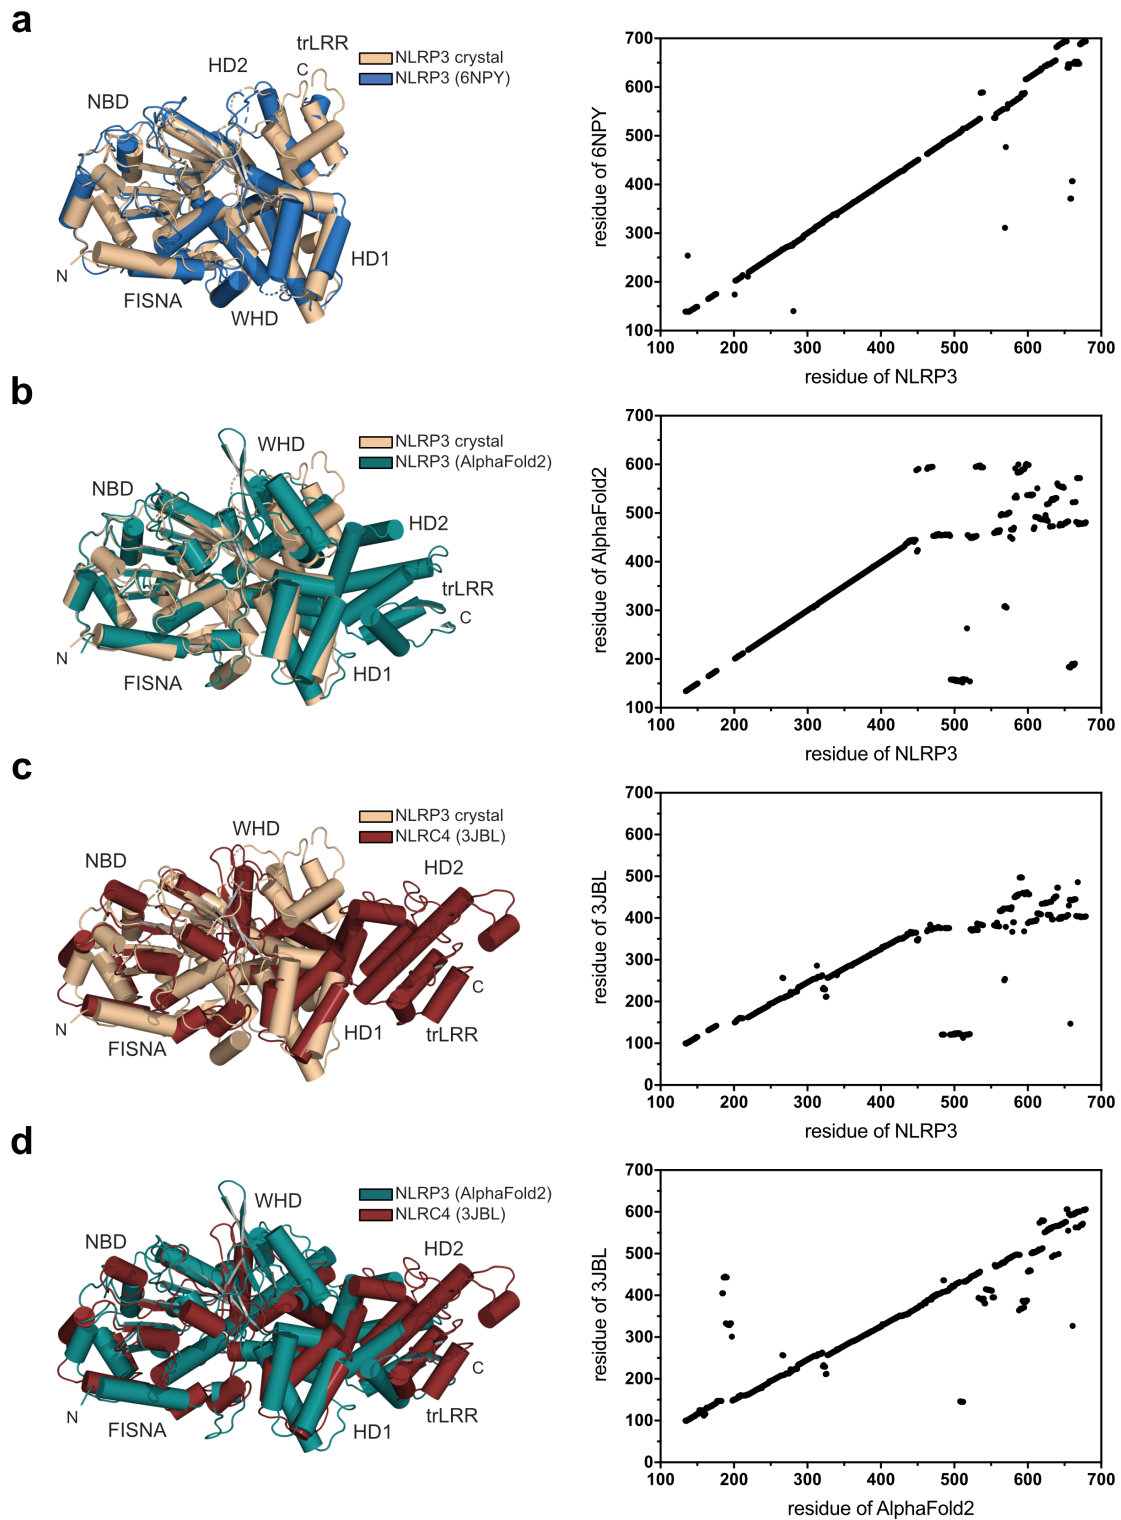 a
trLRR
HD2
C
NBD
N
FISNA
WHD
HD1
NLRP3 crystal
NLRP3 (6NPY)
residue of 6NPY
700
600
500
400
300
200
100
100 200 300 400 500 600 700
residue of NLRP3
b
WHD
NBD
HD2
trLRR
C
N
FISNA
HD1
NLRP3 crystal
NLRP3 (AlphaFold2)
residue of AlphaFold2
700
600
500
400
300
200
100
100 200 300 400 500 600 700
residue of NLRP3
c
WHD
NBD
HD2
C
N
FISNA
HD1
trLRR
NLRP3 crystal
NLRC4 (3JBL)
residue of 3JBL
700
600
500
400
300
200
100
0
100 200 300 400 500 600 700
residue of NLRP3
d
WHD
NBD
HD2
C
N
FISNA
HD1
trLRR
NLRP3 (AlphaFold2)
NLRC4 (3JBL)
residue of 3JBL
700
600
500
400
300
200
100
0
100 200 300 400 500 600 700
residue of AlphaFold2